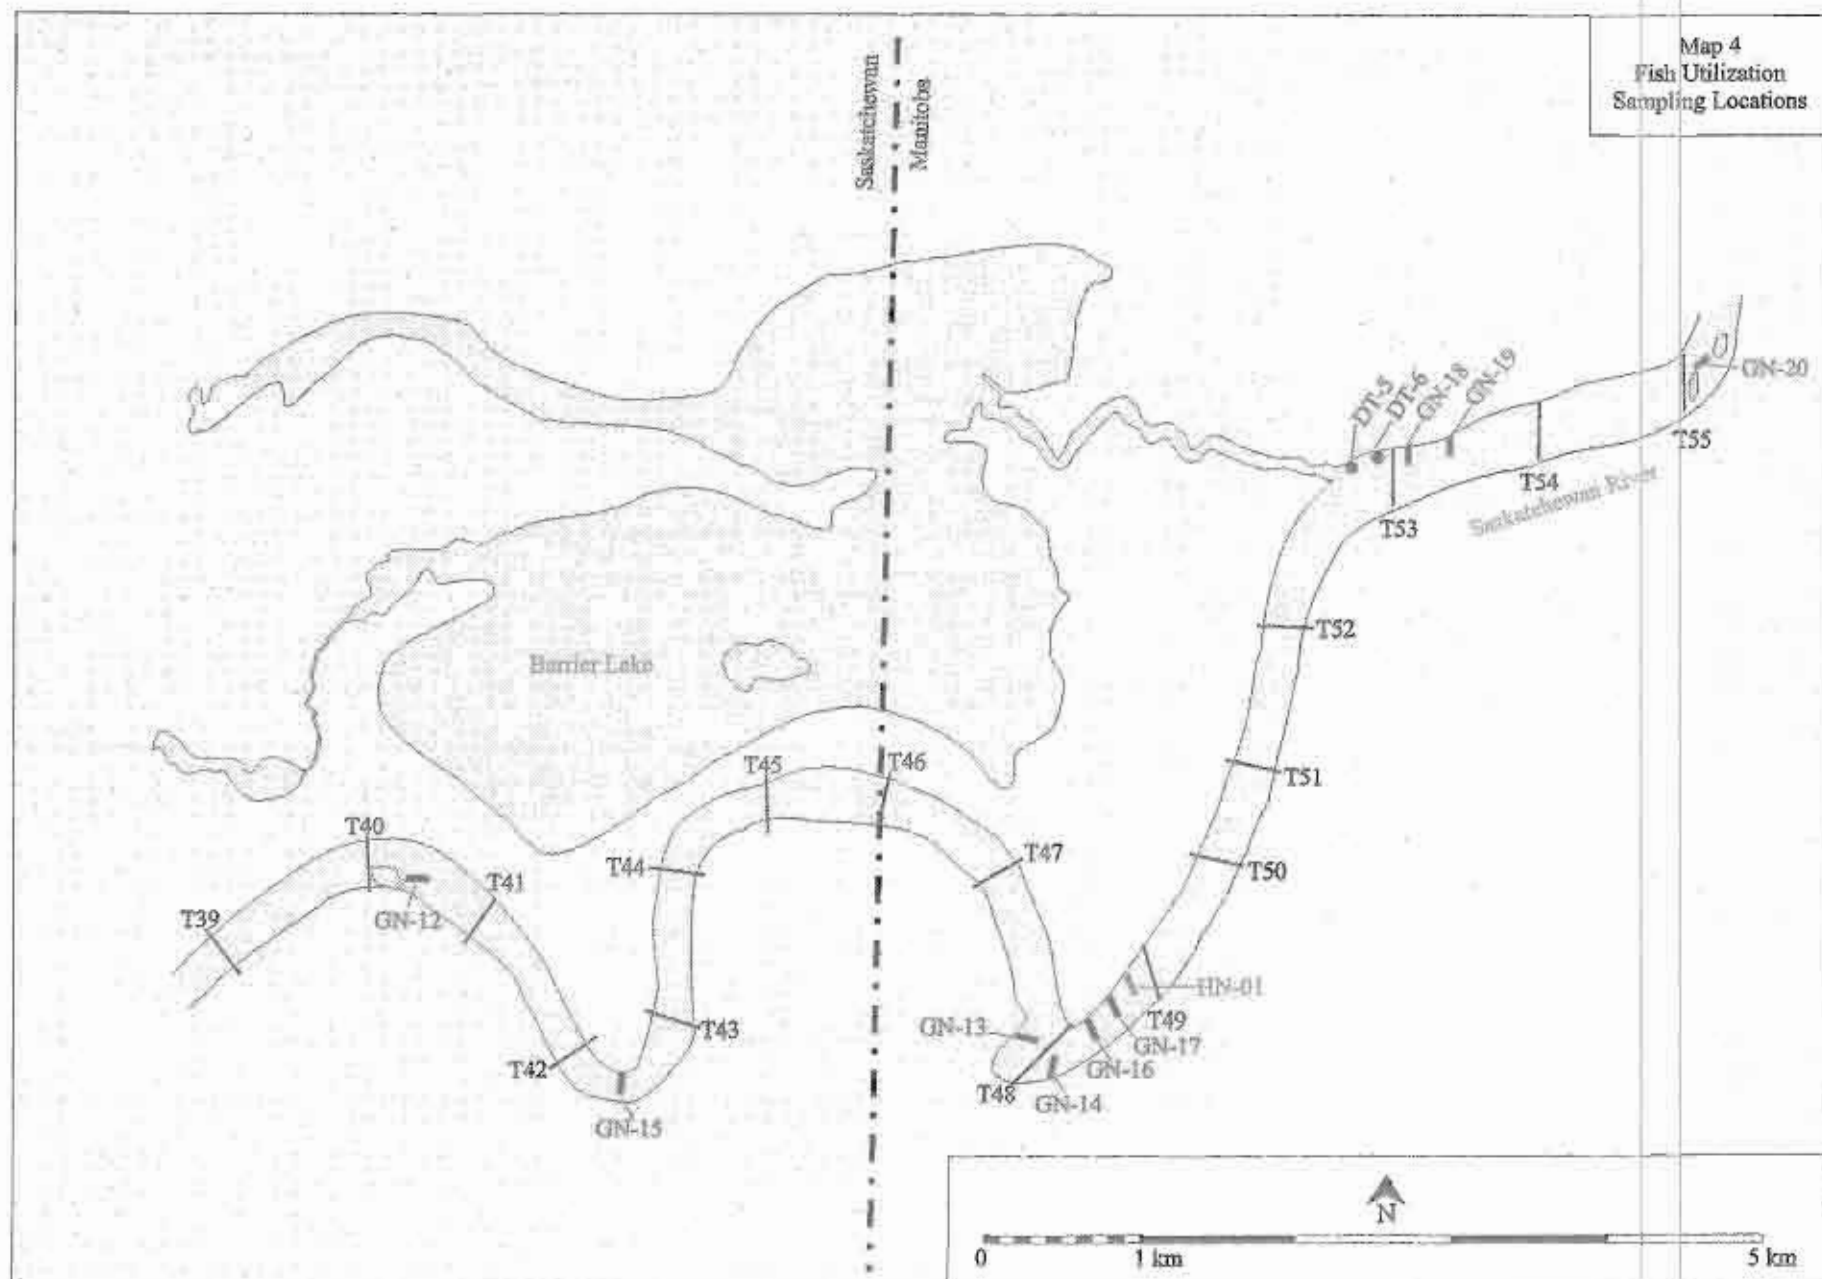 Map 4
Fish Utilization
Sampling Locations
Saskatchewan
Manitoba
DT-5
DT-6
GN-18
GN-19
GN-20
T55
T54
T53
Saskatchewan River
T52
Barrier Lake
T51
T45
T46
T40
T47
T44
T50
T41
T39
GN-12
HN-01
T49
GN-13
T43
GN-17
T42
GN-16
T48
GN-14
GN-15
N
0
1 km
5 km